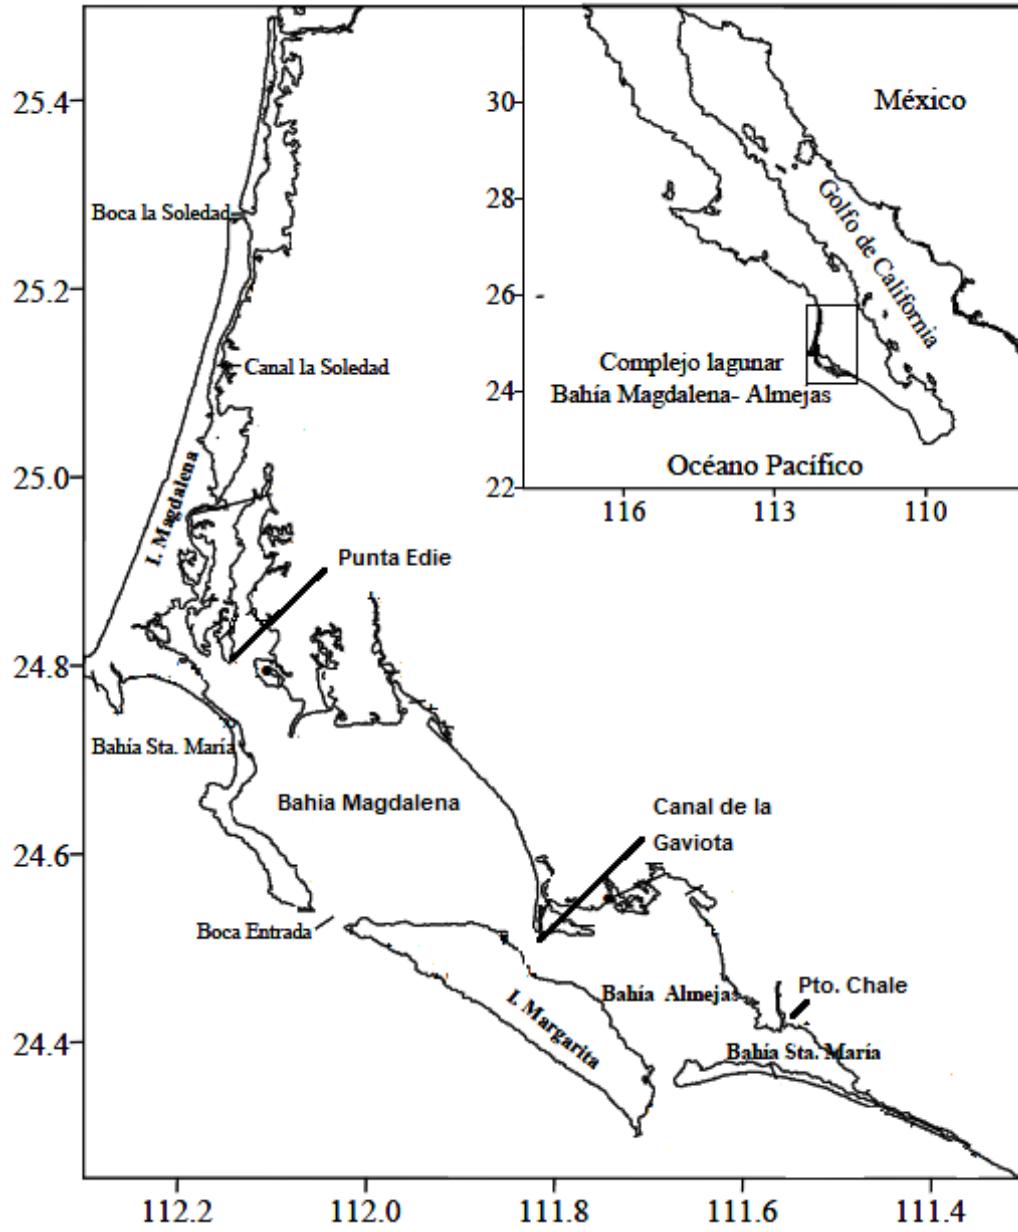 25.4
Boca la Soledad
25.2
Canal la Soledad
25.0
I. Magdalena
Punta Edie
24.8
Bahía Sta. María
Bahia Magdalena
Canal de la
Gaviota
24.6
Boca Entrada
Bahía Almejas
Pto. Chale
I. Margarita
24.4
Bahía Sta. María
112.2
112.0
111.8
111.6
111.4
30
México
28
Golfo de California
26
Complejo lagunar
24
Bahía Magdalena- Almejas
Océano Pacífico
22
116
113
110